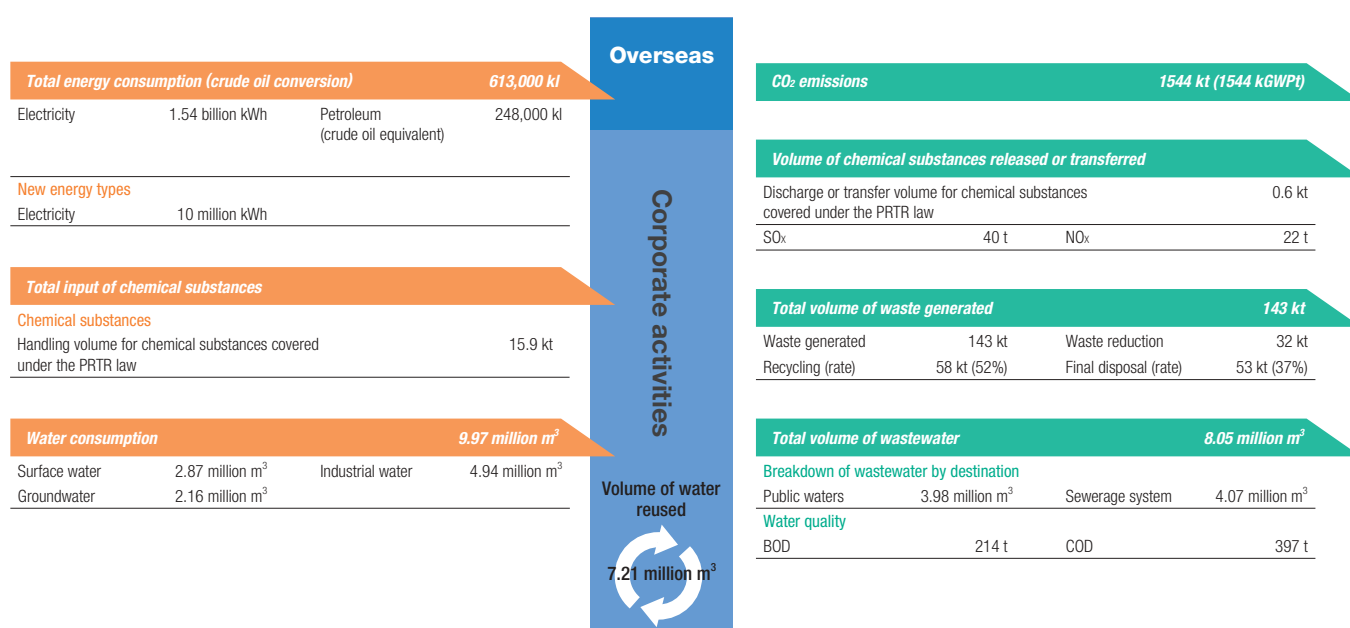 Overseas
Total energy consumption (crude oil conversion) 613,000 kl
Electricity 1.54 billion kWh Petroleum 248,000 kl
(crude oil equivalent)
New energy types
Electricity 10 million kWh
Total input of chemical substances
Chemical substances
Handling volume for chemical substances covered 15.9 kt
under the PRTR law
Water consumption 9.97 million m³
Surface water 2.87 million m³ Industrial water 4.94 million m³
Groundwater 2.16 million m³
Corporate activities
Volume of water
reused
7.21 million m³
CO₂ emissions 1544 kt (1544 kGWPt)
Volume of chemical substances released or transferred
Discharge or transfer volume for chemical substances 0.6 kt
covered under the PRTR law
SOx 40 t NOx 22 t
Total volume of waste generated 143 kt
Waste generated 143 kt Waste reduction 32 kt
Recycling (rate) 58 kt (52%) Final disposal (rate) 53 kt (37%)
Total volume of wastewater 8.05 million m³
Breakdown of wastewater by destination
Public waters 3.98 million m³ Sewerage system 4.07 million m³
Water quality
BOD 214 t COD 397 t